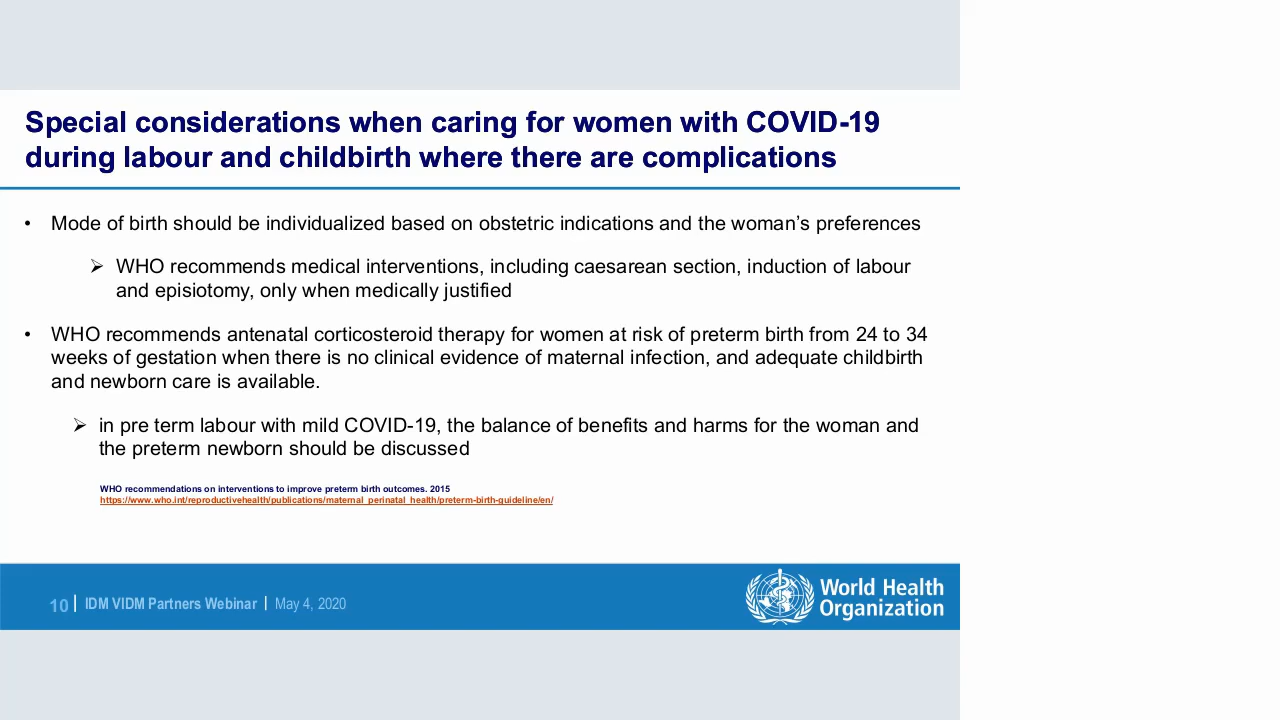 Special considerations when caring for women with COVID-19
during labour and childbirth where there are complications
• Mode of birth should be individualized based on obstetric indications and the woman’s preferences
➢ WHO recommends medical interventions, including caesarean section, induction of labour
and episiotomy, only when medically justified
• WHO recommends antenatal corticosteroid therapy for women at risk of preterm birth from 24 to 34
weeks of gestation when there is no clinical evidence of maternal infection, and adequate childbirth
and newborn care is available.
➢ in pre term labour with mild COVID-19, the balance of benefits and harms for the woman and
the preterm newborn should be discussed
WHO recommendations on interventions to improve preterm birth outcomes. 2015
https://www.who.int/reproductivehealth/publications/maternal_perinatal_health/preterm-birth-guideline/en/
10 | IDM VIDM Partners Webinar | May 4, 2020
World Health
Organization